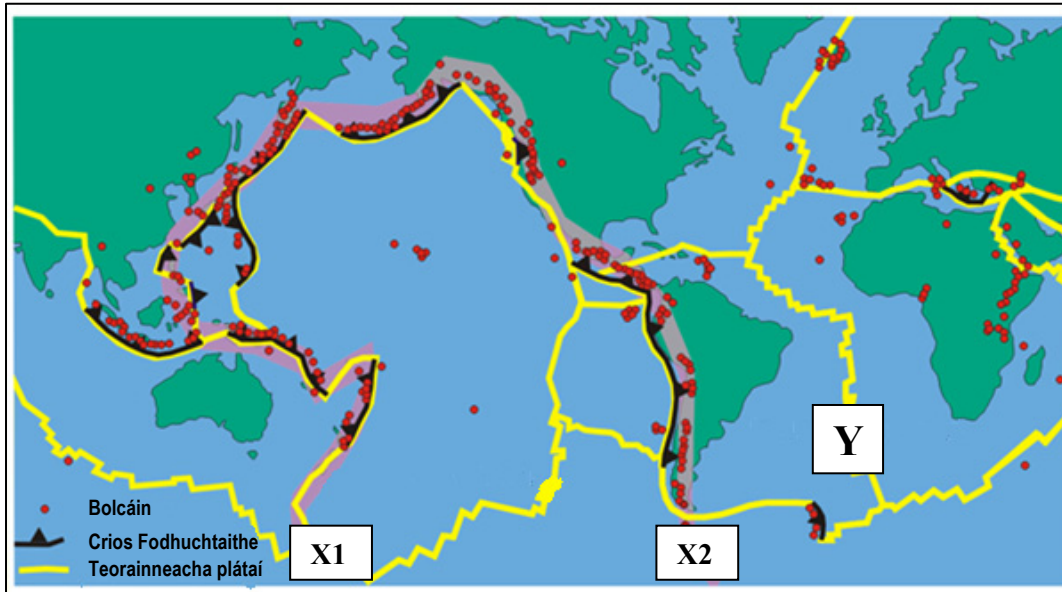 Y
Bolcáin
Crios Fodhuchtaithe
Teorainneacha plátaí
X1
X2